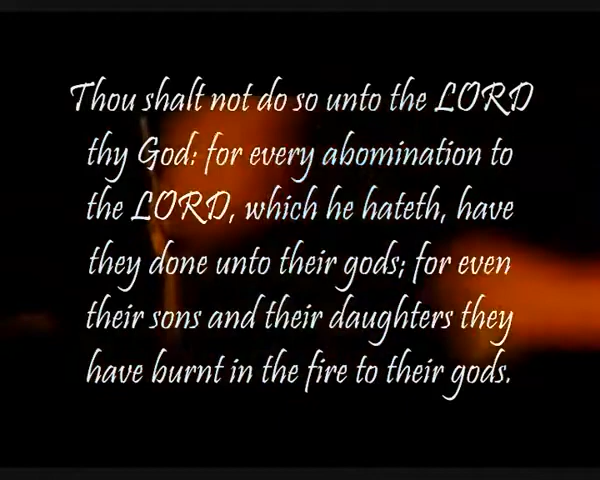 Thou shalt not do so unto the LORD
thy God: for every abomination to
the LORD, which he hateth, have
they done unto their gods; for even
their sons and their daughters they
have burnt in the fire to their gods.